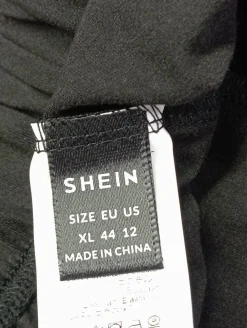 SHEIN
SIZE EU US
XL 44 12
MADE IN CHINA